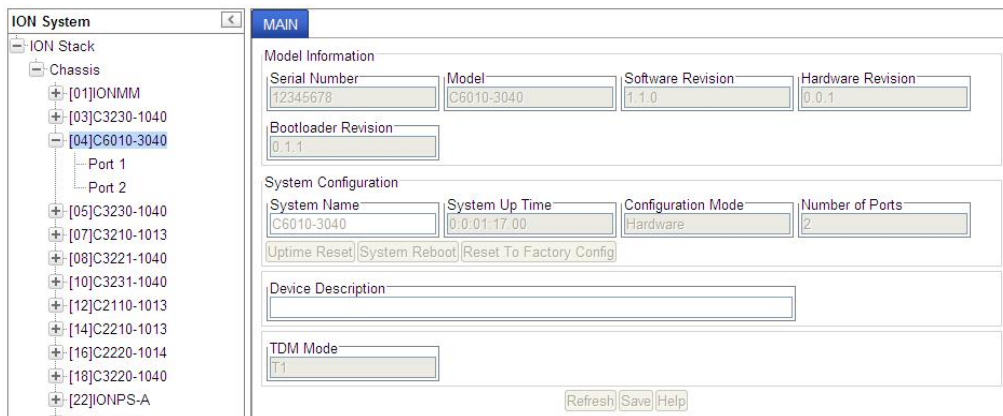 ION System
<
ION Stack
Chassis
[01]IONMM
[03]C3230-1040
[04]C6010-3040
Port 1
Port 2
[05]C3230-1040
[07]C3210-1013
[08]C3221-1040
[10]C3231-1040
[12]C2110-1013
[14]C2210-1013
[16]C2220-1014
[18]C3220-1040
[22]IONPS-A
MAIN
Model Information
Serial Number Model Software Revision Hardware Revision
12345678 C6010-3040 1.1.0 0.0.1
Bootloader Revision
0.1.1
System Configuration
System Name System Up Time Configuration Mode Number of Ports
C6010-3040 0:0:01:17.00 Hardware 2
Uptime Reset System Reboot Reset To Factory Config
Device Description
TDM Mode
T1
Refresh Save Help